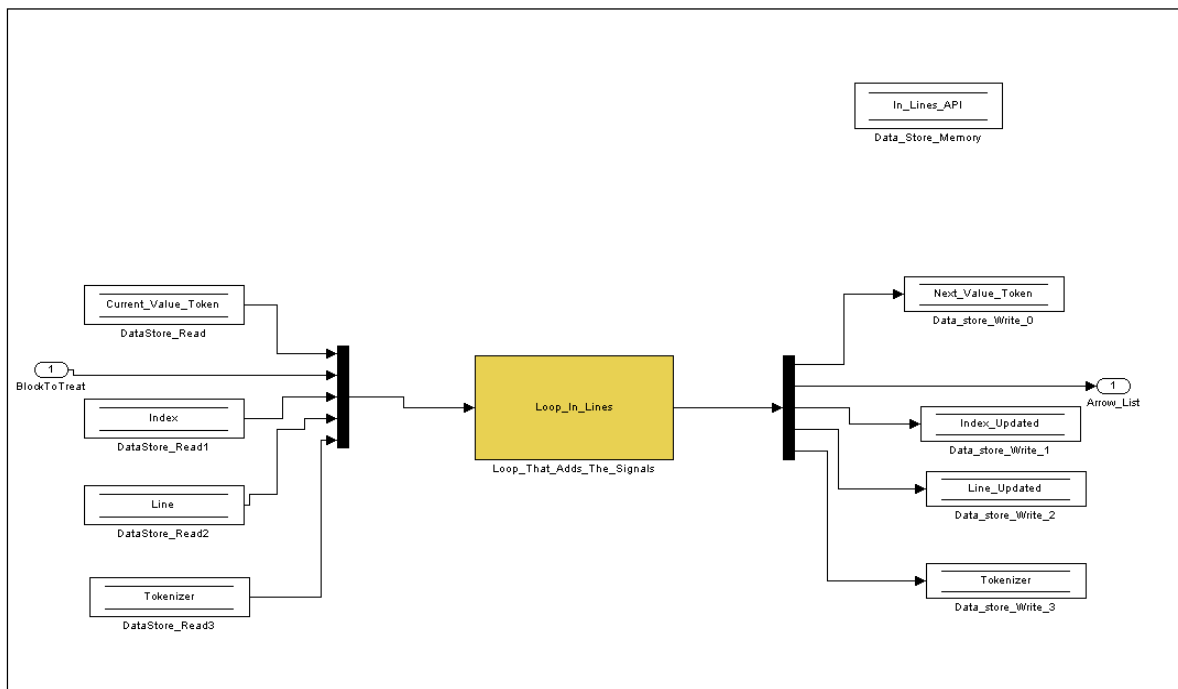 In_Lines_API
Data_Store_Memory
Current_Value_Token
DataStore_Read
1
BlockToTreat
Index
DataStore_Read1
Line
DataStore_Read2
Tokenizer
DataStore_Read3
Loop_In_Lines
Loop_That_Adds_The_Signals
Next_Value_Token
Data_store_Write_0
1
Arrow_List
Index_Updated
Data_store_Write_1
Line_Updated
Data_store_Write_2
Tokenizer
Data_store_Write_3